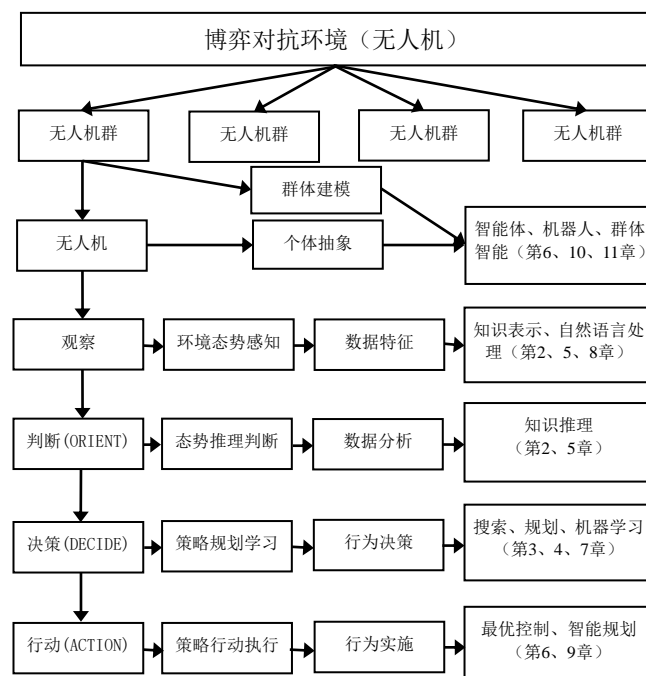 博弈对抗环境（无人机）
无人机群
无人机群
无人机群
无人机群
群体建模
无人机
个体抽象
智能体、机器人、群体
智能（第6、10、11章）
观察
环境态势感知
数据特征
知识表示、自然语言处
理（第2、5、8章）
判断(ORIENT)
态势推理判断
数据分析
知识推理
（第2、5章）
决策(DECIDE)
策略规划学习
行为决策
搜索、规划、机器学习
（第3、4、7章）
行动(ACTION)
策略行动执行
行为实施
最优控制、智能规划
（第6、9章）